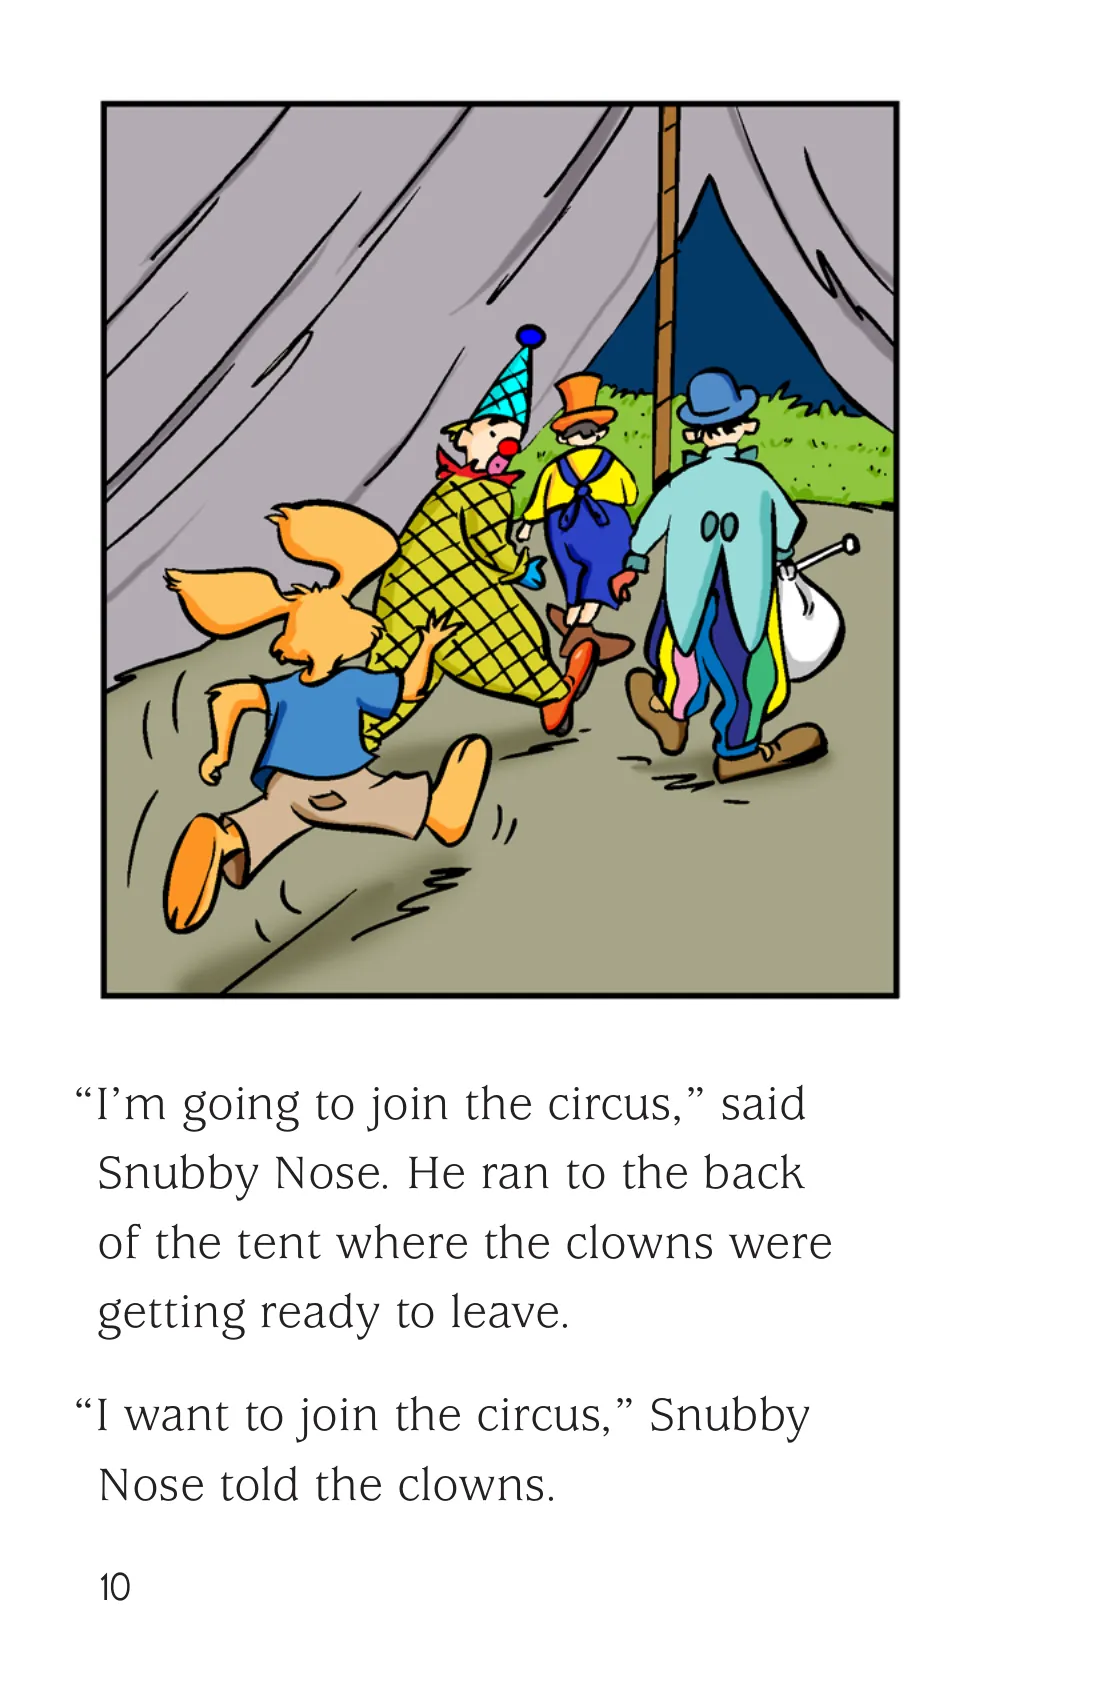 “I’m going to join the circus,” said
Snubby Nose. He ran to the back
of the tent where the clowns were
getting ready to leave.
“I want to join the circus,” Snubby
Nose told the clowns.
10